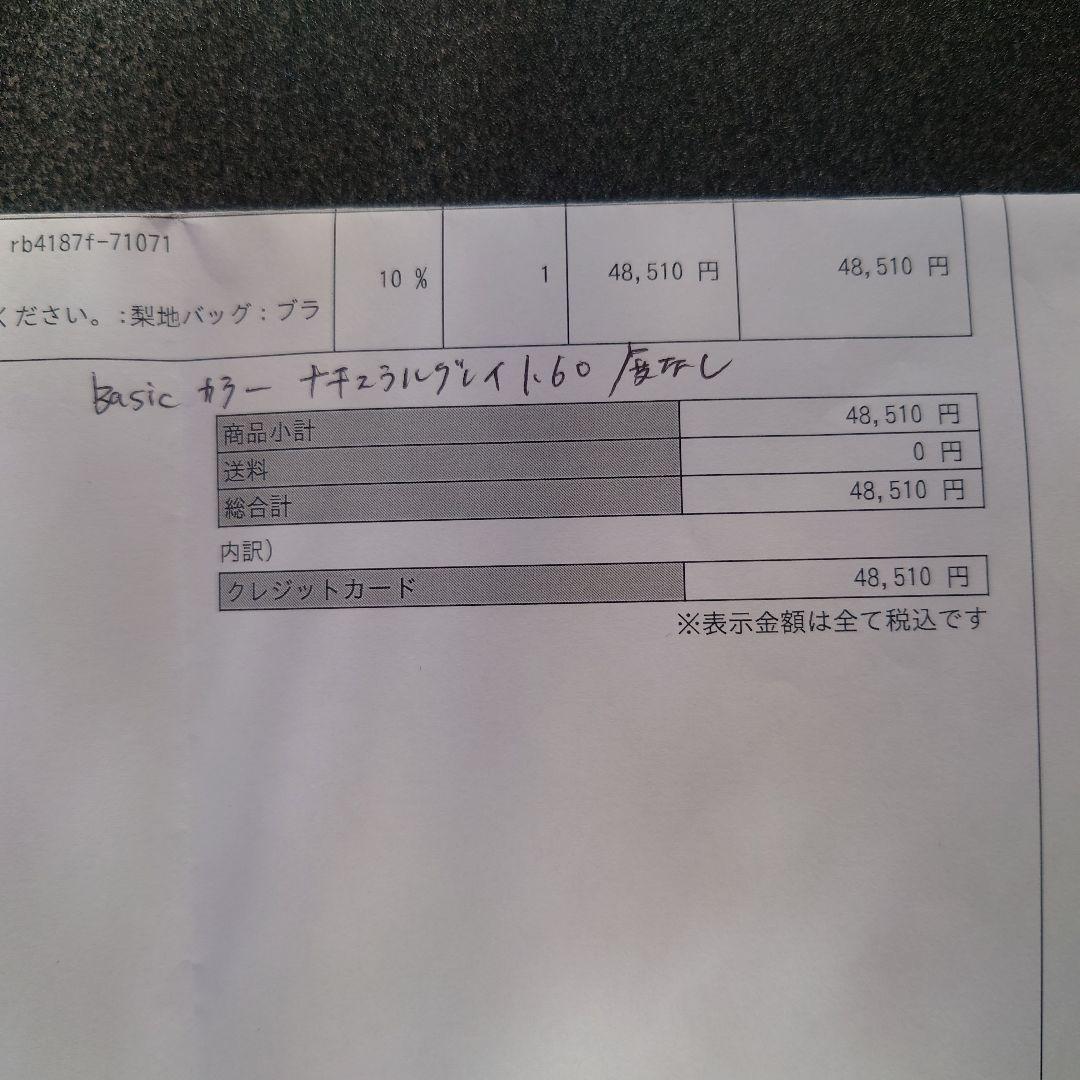 rb4187f-71071
10 % 1 48,510 円 48,510 円
ください。:梨地バッグ:ブラ
Basic カラー ナチュラルグレイ 1.60 度なし
商品小計 48,510 円
送料 0 円
総合計 48,510 円
内訳)
クレジットカード 48,510 円
※表示金額は全て税込です